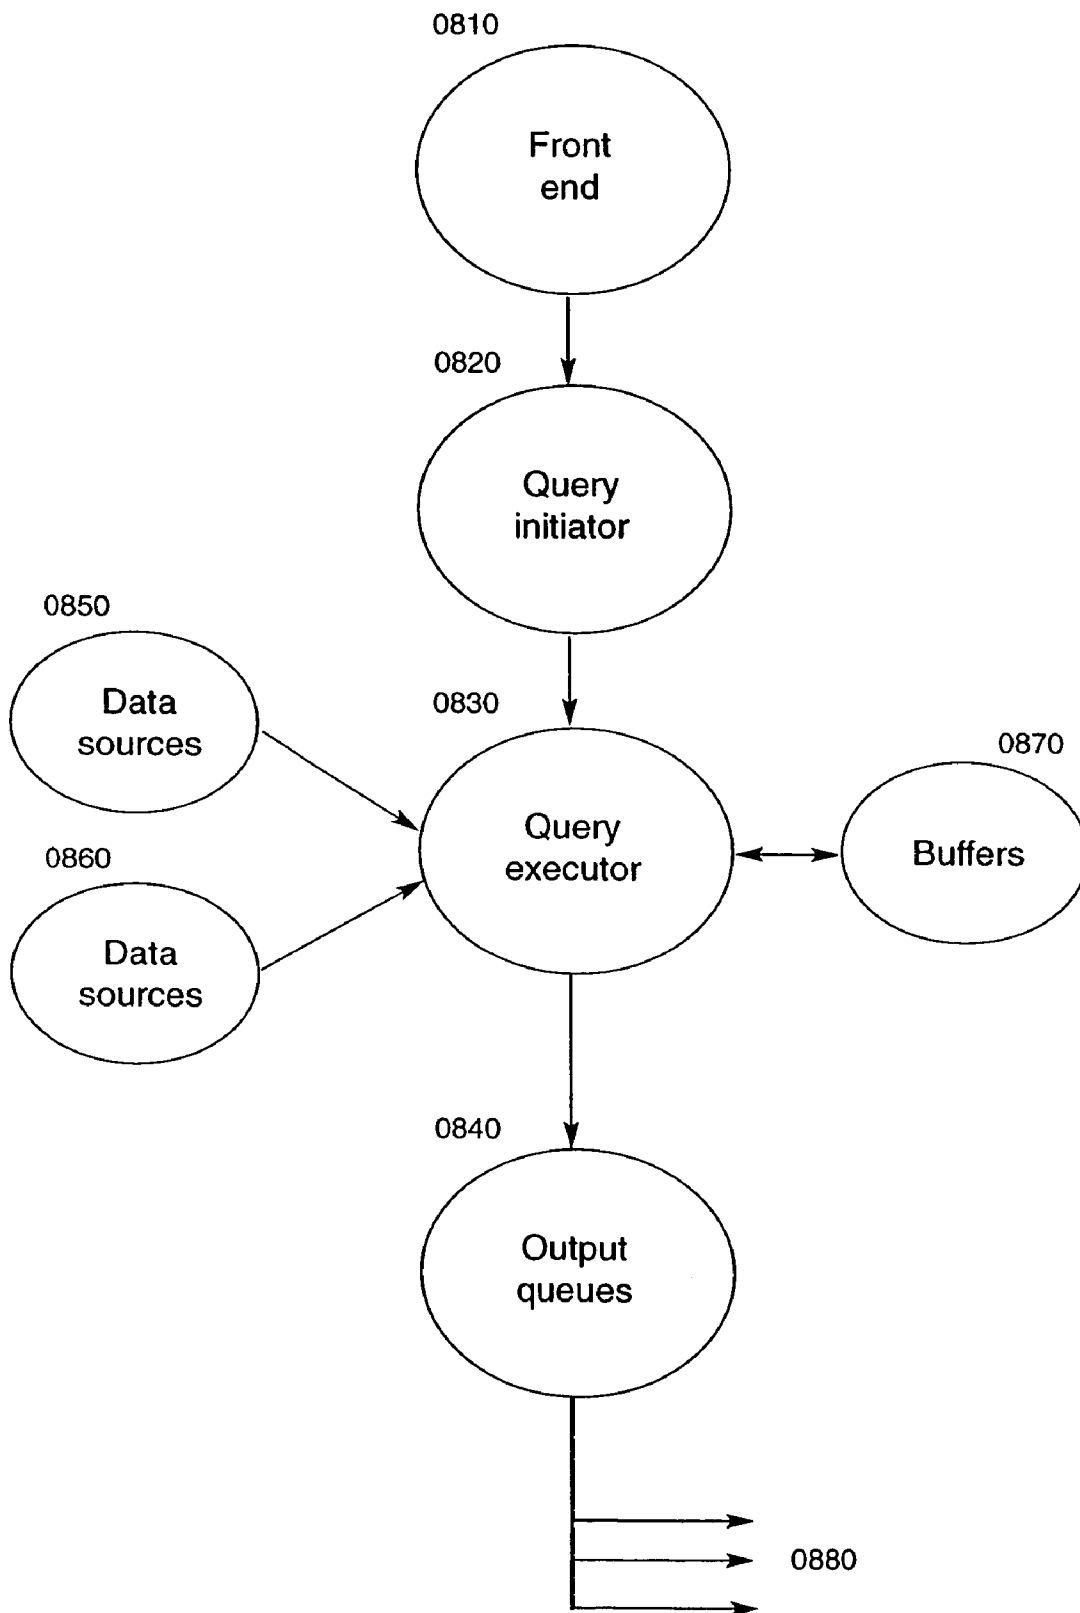 0810
Front
end
0820
Query
initiator
0850
Data
sources
0830
Query
executor
0870
Buffers
0860
Data
sources
0840
Output
queues
0880